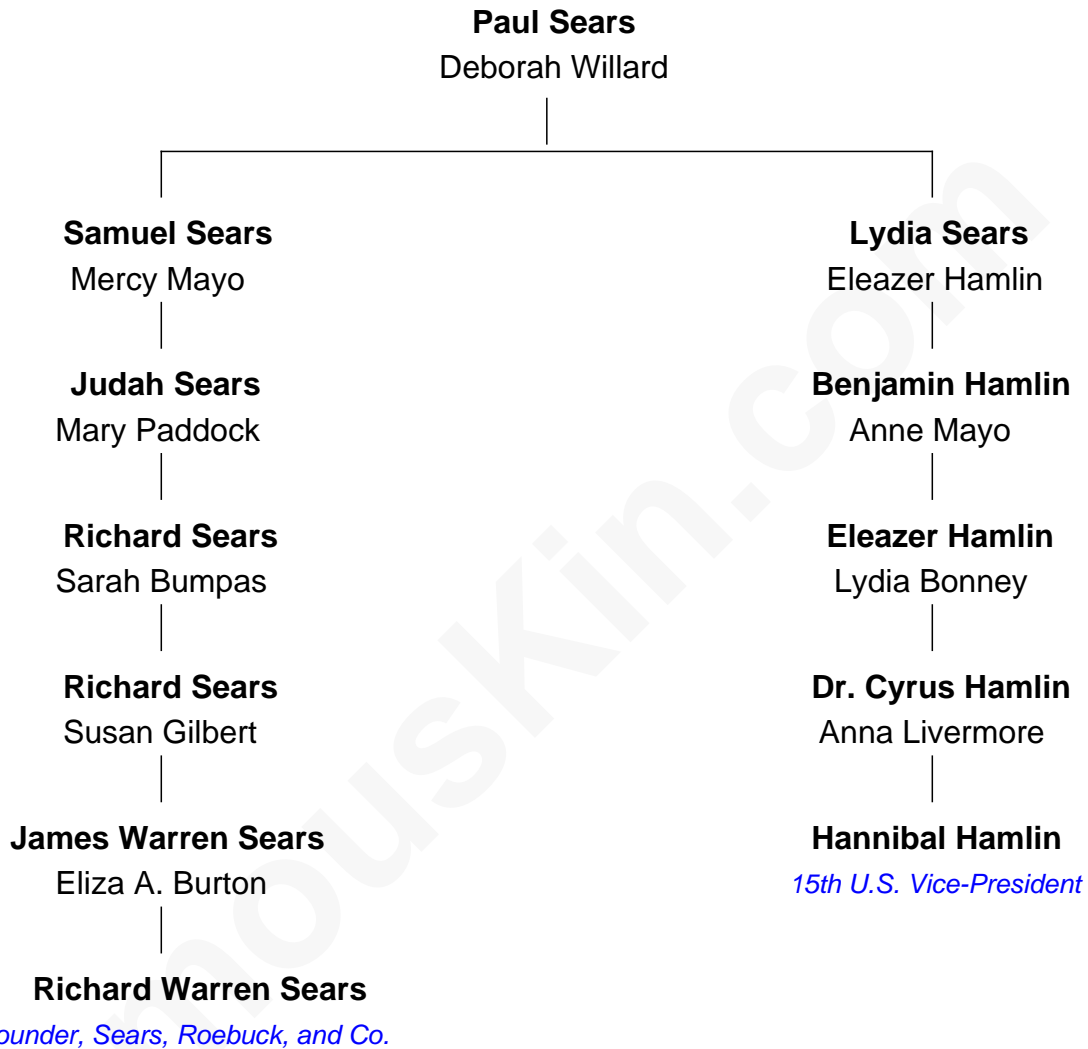 Paul Sears
Deborah Willard
Samuel Sears
Mercy Mayo
Lydia Sears
Eleazer Hamlin
Judah Sears
Mary Paddock
Benjamin Hamlin
Anne Mayo
Richard Sears
Sarah Bumpas
Eleazer Hamlin
Lydia Bonney
Richard Sears
Susan Gilbert
Dr. Cyrus Hamlin
Anna Livermore
James Warren Sears
Eliza A. Burton
Hannibal Hamlin
15th U.S. Vice-President
Richard Warren Sears
ounder, Sears, Roebuck, and Co.
mousKin.com